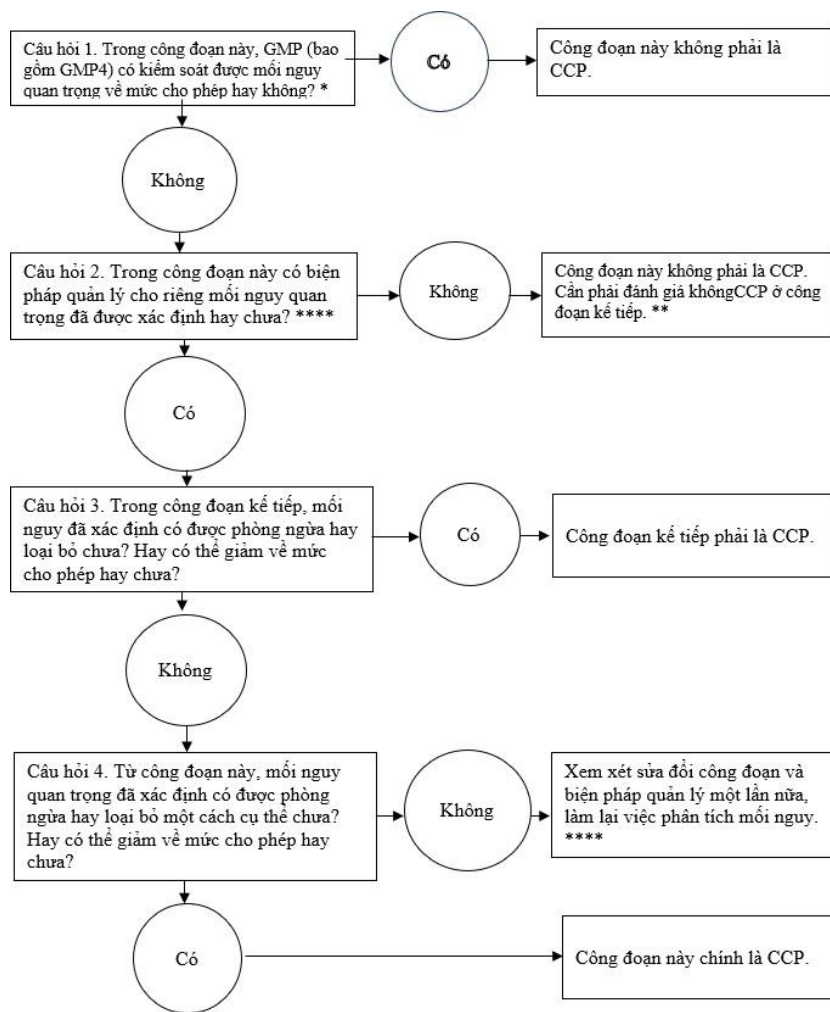 Câu hỏi 1. Trong công đoạn này, GMP (bao
gồm GMP4) có kiểm soát được mối nguy
quan trọng về mức cho phép hay không? *
Có
Công đoạn này không phải là
CCP.
Không
Câu hỏi 2. Trong công đoạn này có biện
pháp quản lý cho riêng mối nguy quan
trọng đã được xác định hay chưa? ****
Không
Công đoạn này không phải là CCP.
Cần phải đánh giá khôngCCP ở công
đoạn kế tiếp. **
Có
Câu hỏi 3. Trong công đoạn kế tiếp, mối
nguy đã xác định có được phòng ngừa hay
loại bỏ chưa? Hay có thể giảm về mức
cho phép hay chưa?
Có
Công đoạn kế tiếp phải là CCP.
Không
Câu hỏi 4. Từ công đoạn này, mối nguy
quan trọng đã xác định có được phòng
ngừa hay loại bỏ một cách cụ thể chưa?
Hay có thể giảm về mức cho phép hay
chưa?
Không
Xem xét sửa đổi công đoạn và
biện pháp quản lý một lần nữa,
làm lại việc phân tích mối nguy.
****
Có
Công đoạn này chính là CCP.